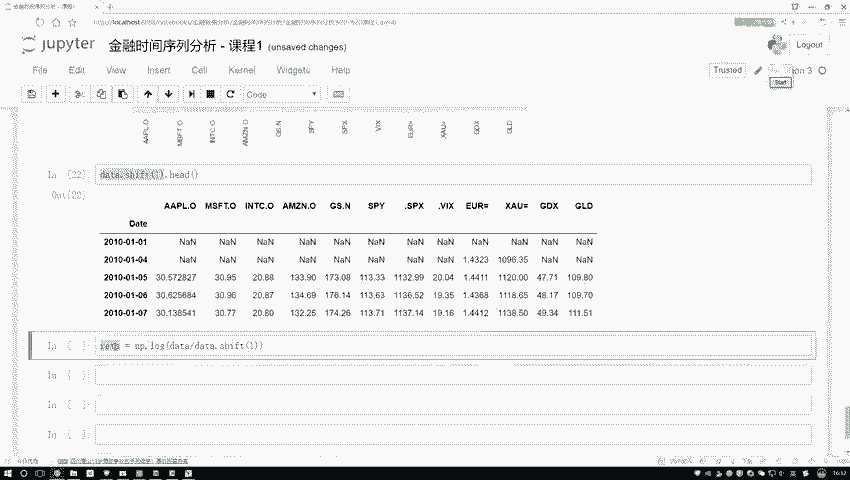 jupyter 金融时间序列分析 - 课程1 (unsaved changes)
Logout
File Edit View Insert Cell Kernel Widgets Help
Trusted
Code
AAPL.O MSFT.O INTC.O AMZN.O GS.N SPY .SPX .VIX EUR= XAU= GDX GLD
In [22]: data.shift(1).head()
Out[22]:
AAPL.O MSFT.O INTC.O AMZN.O GS.N SPY .SPX .VIX EUR= XAU= GDX GLD
Date
2010-01-01 NaN NaN NaN NaN NaN NaN NaN NaN NaN NaN NaN NaN
2010-01-04 NaN NaN NaN NaN NaN NaN NaN NaN 1.4323 1096.35 NaN NaN
2010-01-05 30.572827 30.95 20.88 133.90 173.08 113.33 1132.99 20.04 1.4411 1120.00 47.71 109.80
2010-01-06 30.625684 30.96 20.87 134.69 176.14 113.63 1136.52 19.35 1.4368 1118.65 48.17 109.70
2010-01-07 30.138541 30.77 20.80 132.25 174.26 113.71 1137.14 19.16 1.4412 1138.50 49.34 111.51
In [ ]: = np.log(data/data.shift(1))
In [ ]:
In [ ]:
In [ ]: